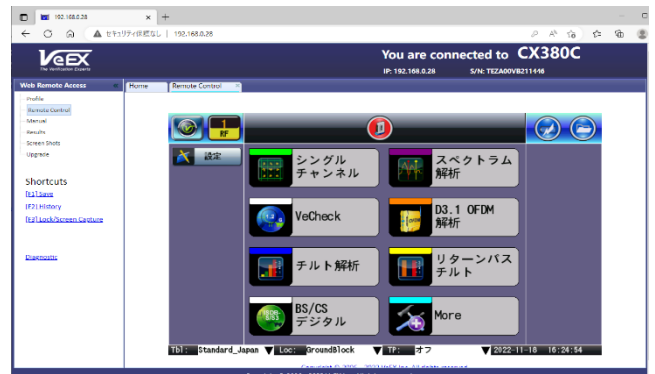 192.168.0.28
セキュリティ保護なし | 192.168.0.28
VeEX
The Verification Experts
You are connected to CX380C
IP: 192.168.0.28 S/N: TEZA00VB211446
Web Remote Access
Home
Remote Control
Profile
Remote Control
Manual
Results
Screen Shots
Upgrade
Shortcuts
[F1] Save
[F2] History
[F3] Lock/Screen Capture
Diagnostic
1
RF
設定
シングル
チャンネル
スペクトラム
解析
VeCheck
D3.1 OFDM
解析
チルト解析
リターンパス
チルト
BS/CS
デジタル
More
Tbl: Standard_Japan Loc: GroundBlock TP: オフ 2022-11-18 16:24:54